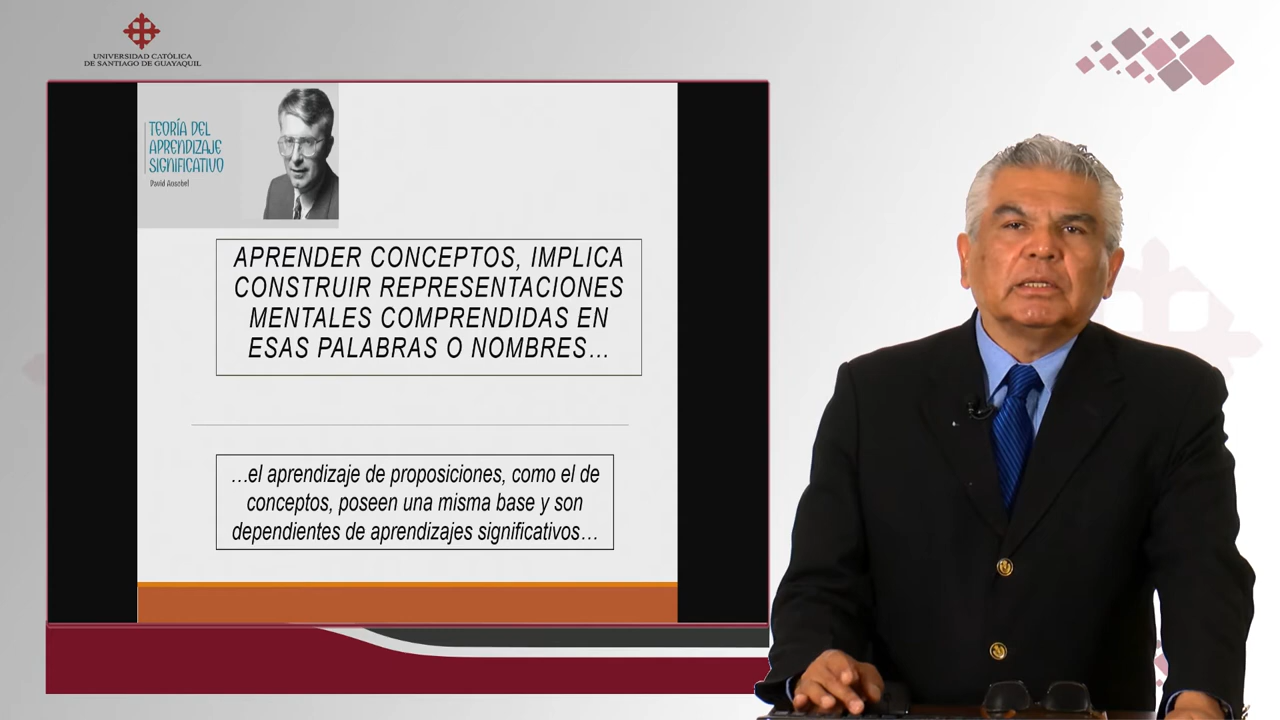 UNIVERSIDAD CATÓLICA
DE SANTIAGO DE GUAYAQUIL
TEORÍA DEL
APRENDIZAJE
SIGNIFICATIVO
David Ausobel
APRENDER CONCEPTOS, IMPLICA
CONSTRUIR REPRESENTACIONES
MENTALES COMPRENDIDAS EN
ESAS PALABRAS O NOMBRES…
…el aprendizaje de proposiciones, como el de
conceptos, poseen una misma base y son
dependientes de aprendizajes significativos…